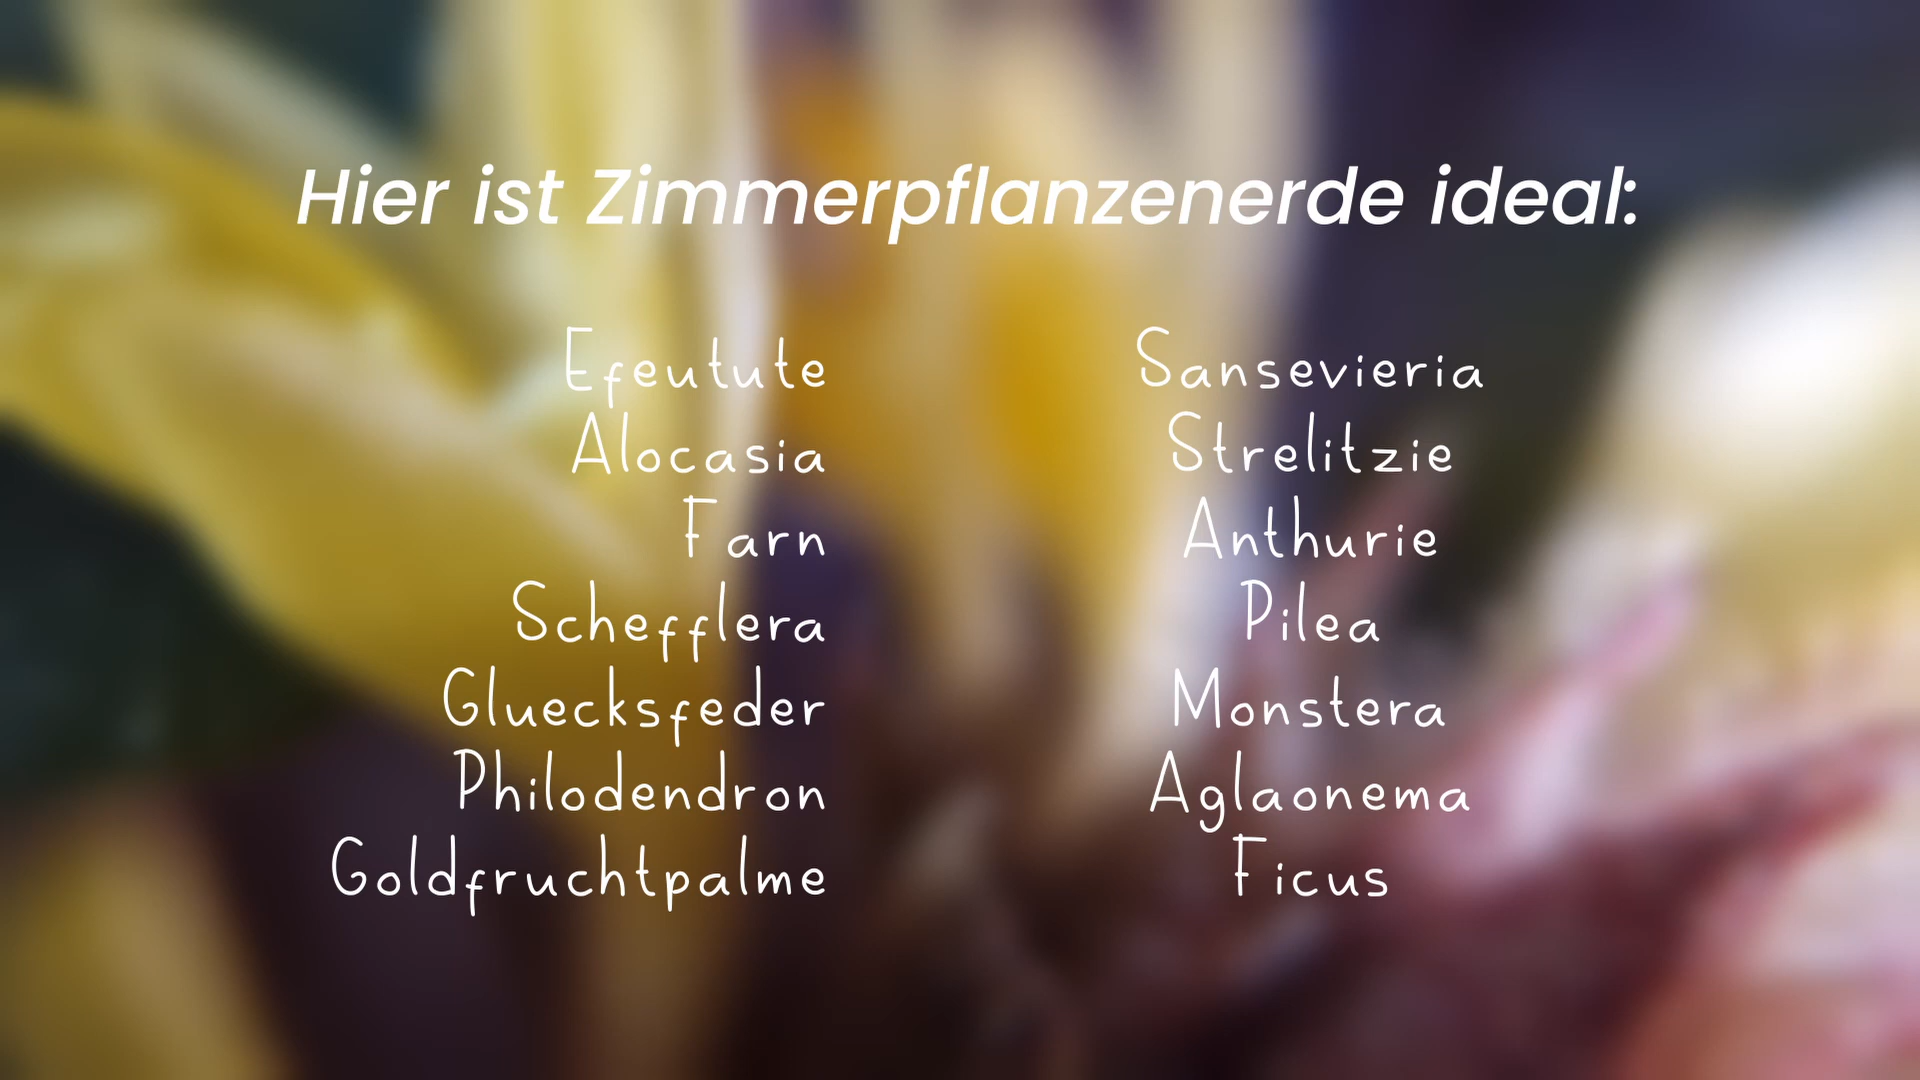 Hier ist Zimmerpflanzenerde ideal:
Efeutute
Alocasia
Farn
Schefflera
Gluecksfeder
Philodendron
Goldfruchtpalme
Sansevieria
Strelitzie
Anthurie
Pilea
Monstera
Aglaonema
Ficus